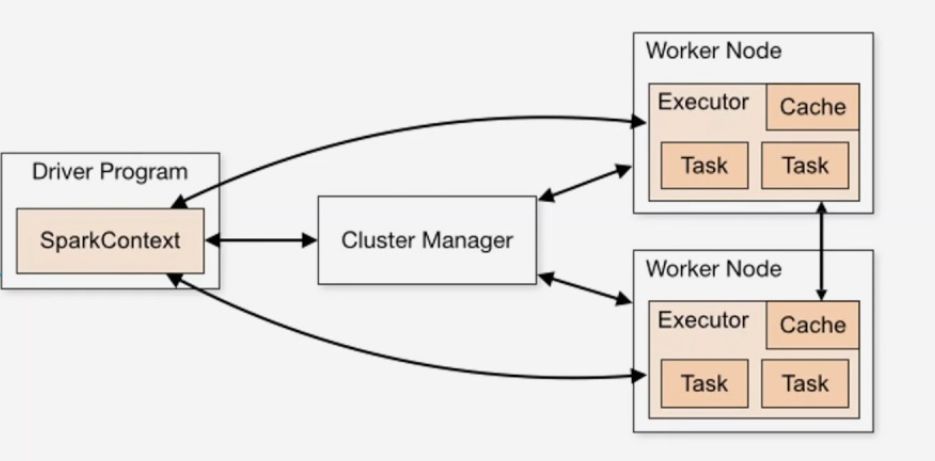 Driver Program
SparkContext
Cluster Manager
Worker Node
Executor
Cache
Task
Task
Worker Node
Executor
Cache
Task
Task